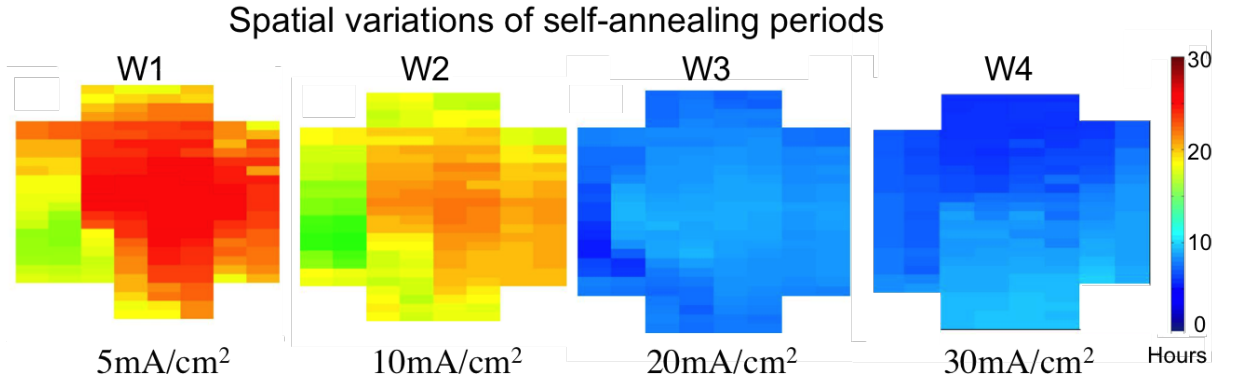 Spatial variations of self-annealing periods
W1 W2 W3 W4
30
20
10
0
Hours
5mA/cm² 10mA/cm² 20mA/cm² 30mA/cm²